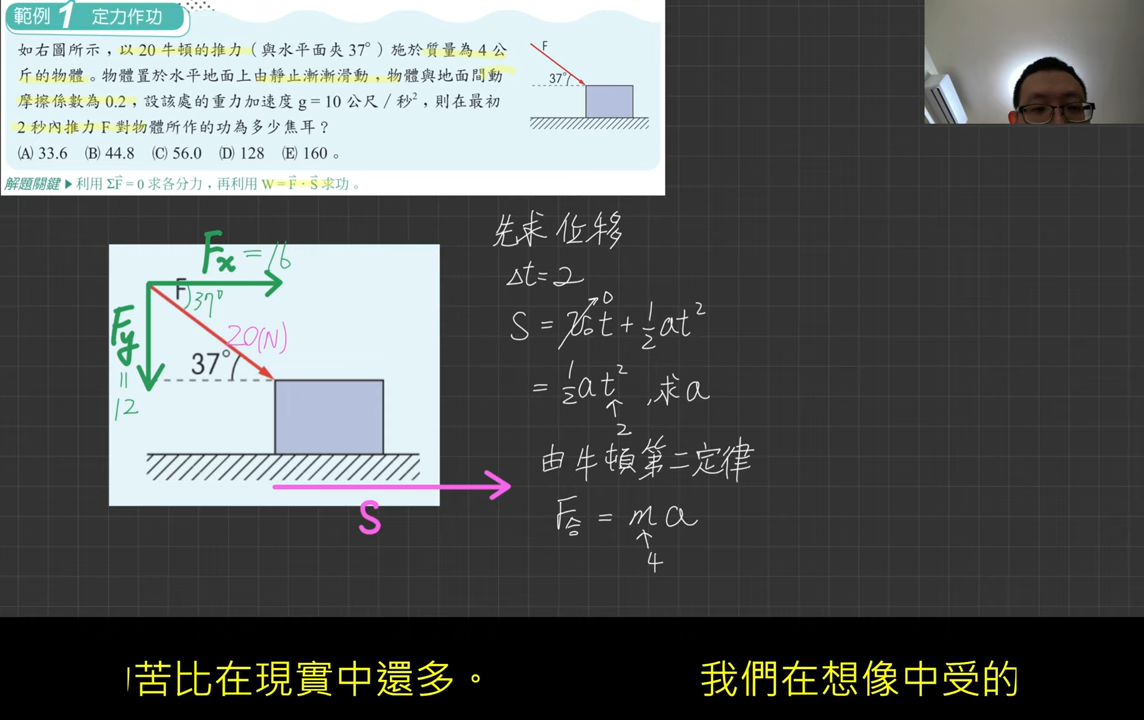 範例 1 定力作功
如右圖所示，以 20 牛頓的推力（與水平面夾 37°）施於質量為 4 公
斤的物體。物體置於水平地面上由靜止漸漸滑動，物體與地面間動
摩擦係數為 0.2，設該處的重力加速度 g = 10 公尺／秒²，則在最初
2 秒內推力 F 對物體所作的功為多少焦耳？
(A) 33.6 (B) 44.8 (C) 56.0 (D) 128 (E) 160。
解題關鍵▶利用 ΣF⃗ = 0 求各分力，再利用 W = F⃗ · S⃗ 求功。
F
37°
Fx = 16
F
37°
Fy
=
12
20(N)
37°
S
先求位移
Δt = 2
S = v₀t + ½at²
0
= ½at² , 求a
↑
2
由牛頓第二定律
F合 = ma
↑
4
苦比在現實中還多。 我們在想像中受的